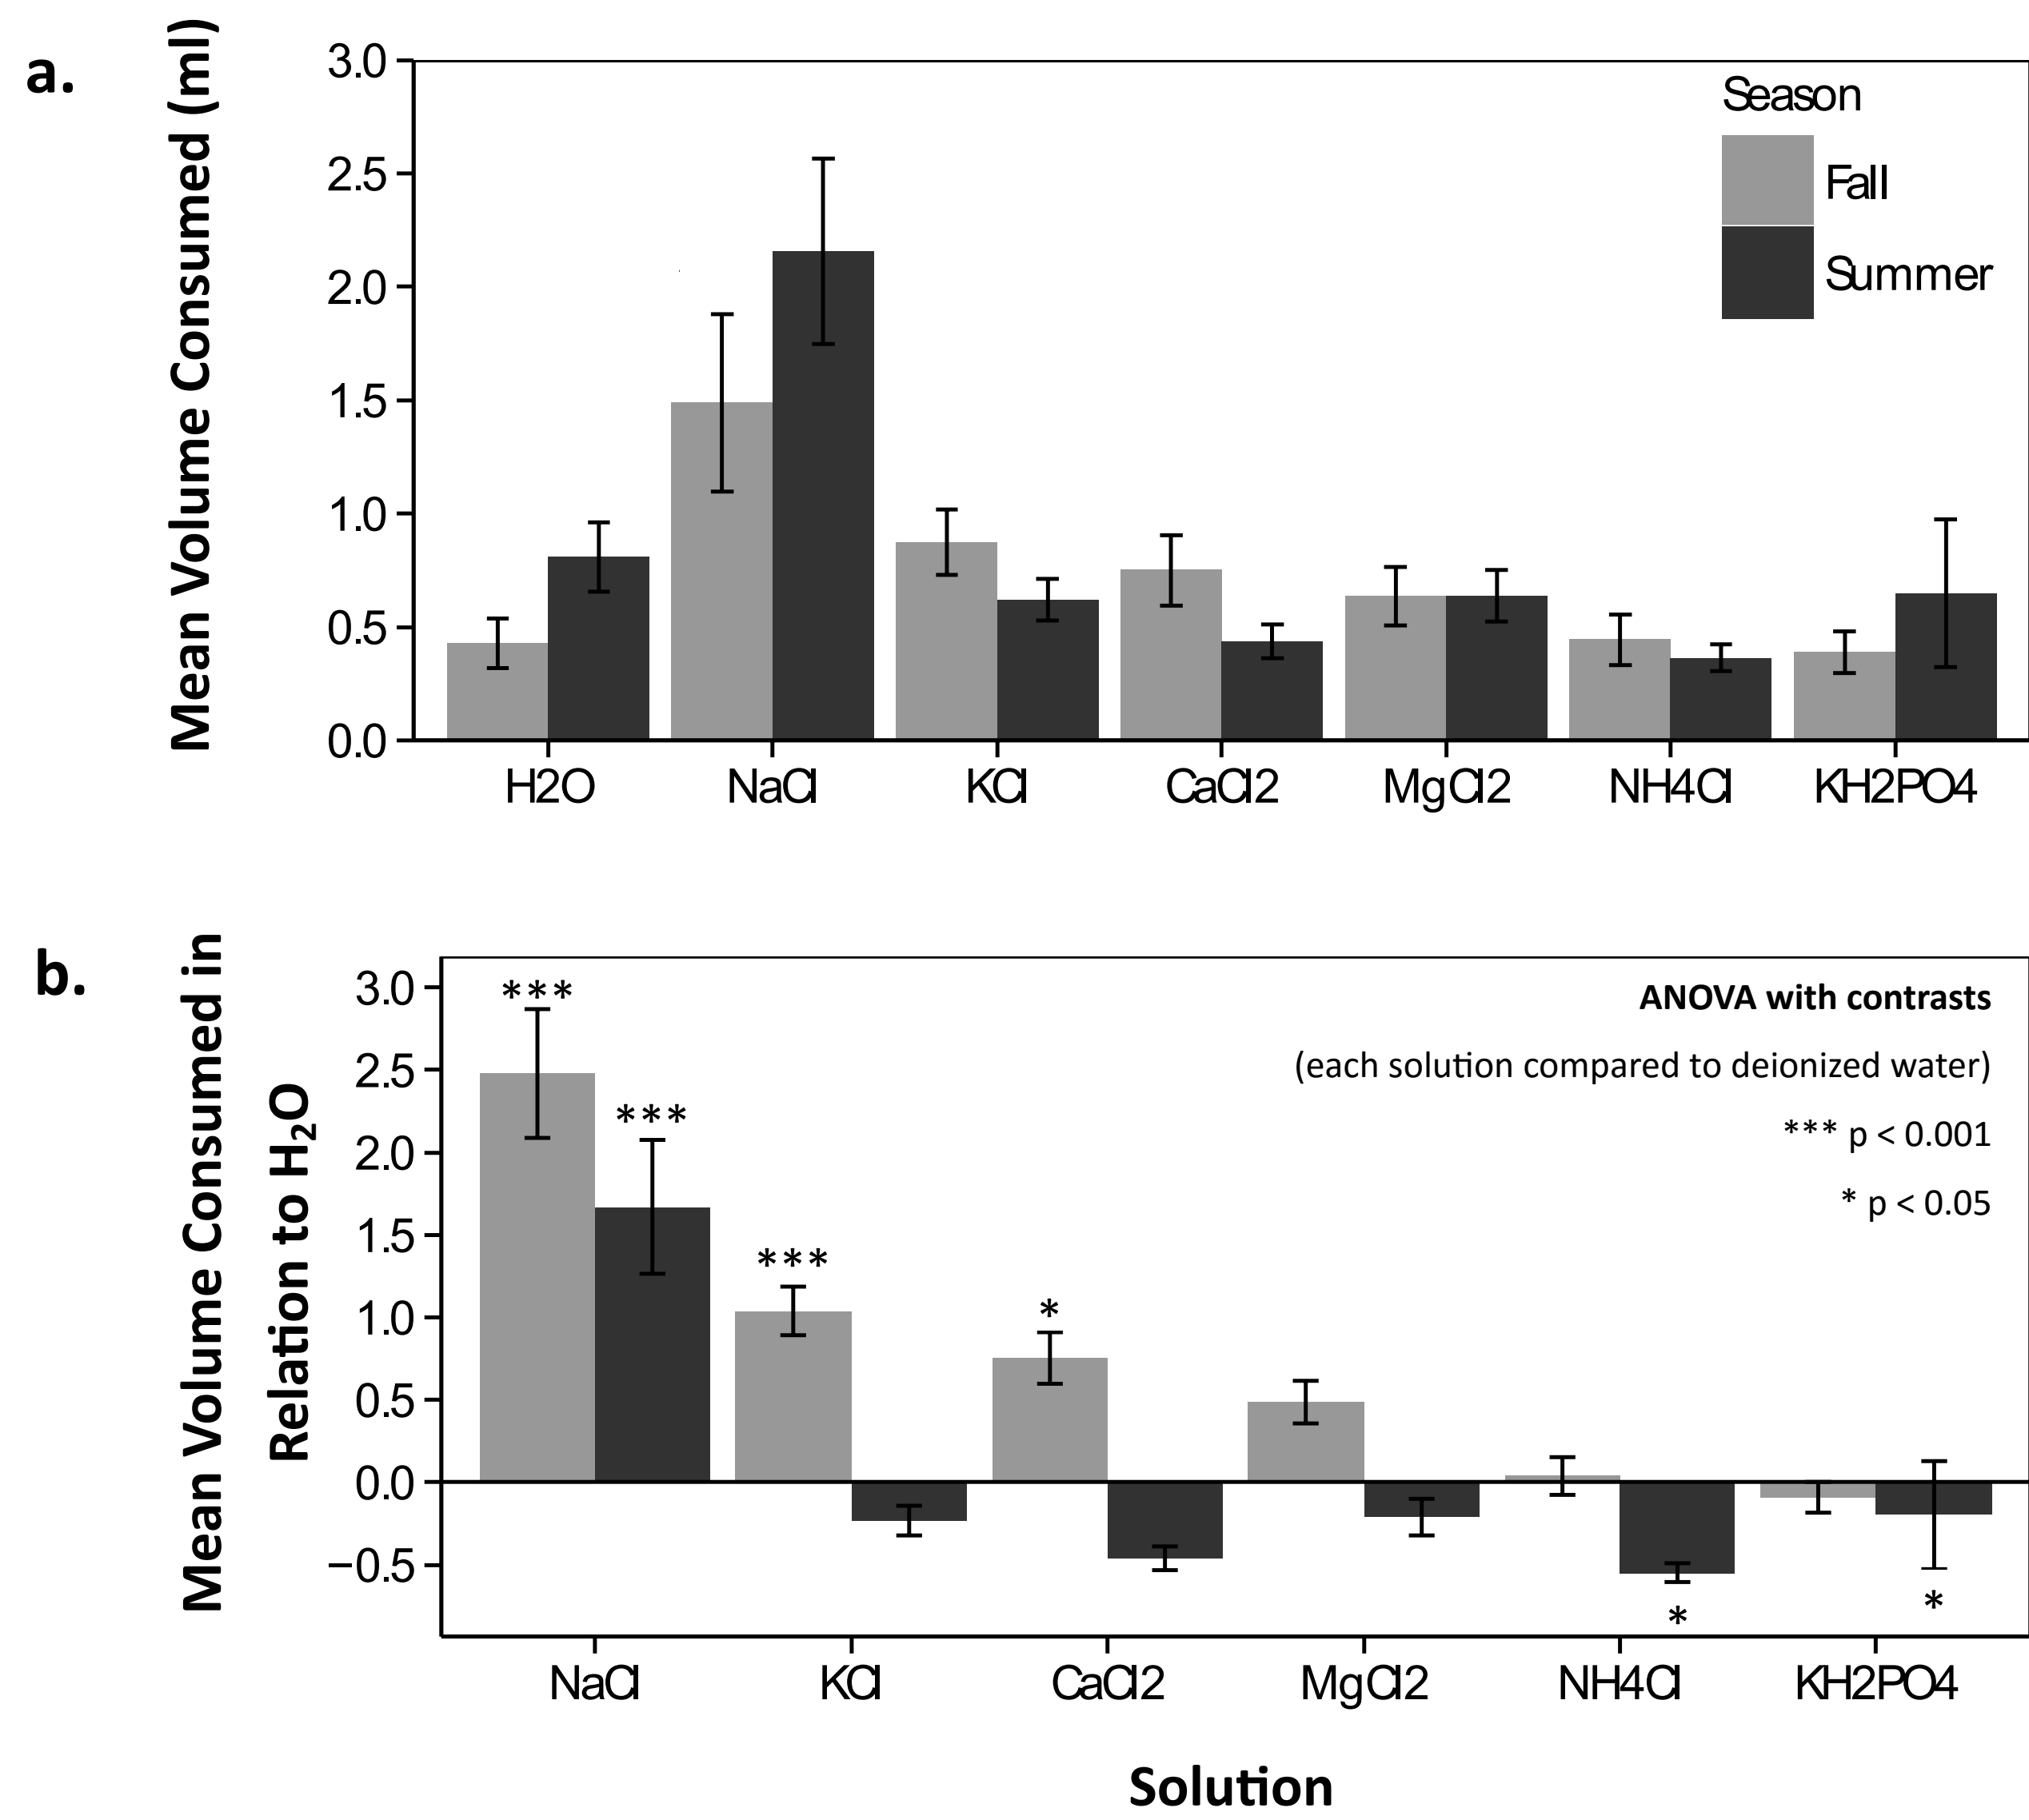 a.
Mean Volume Consumed (ml)
3.0
2.5
2.0
1.5
1.0
0.5
0.0
Season
Fall
Summer
H2O NaCl KCl CaCl2 MgCl2 NH4Cl KH2PO4
b.
Mean Volume Consumed in
Relation to H₂O
3.0
2.5
2.0
1.5
1.0
0.5
0.0
−0.5
***
***
***
*
*
*
ANOVA with contrasts
(each solution compared to deionized water)
*** p < 0.001
* p < 0.05
NaCl KCl CaCl2 MgCl2 NH4Cl KH2PO4
Solution